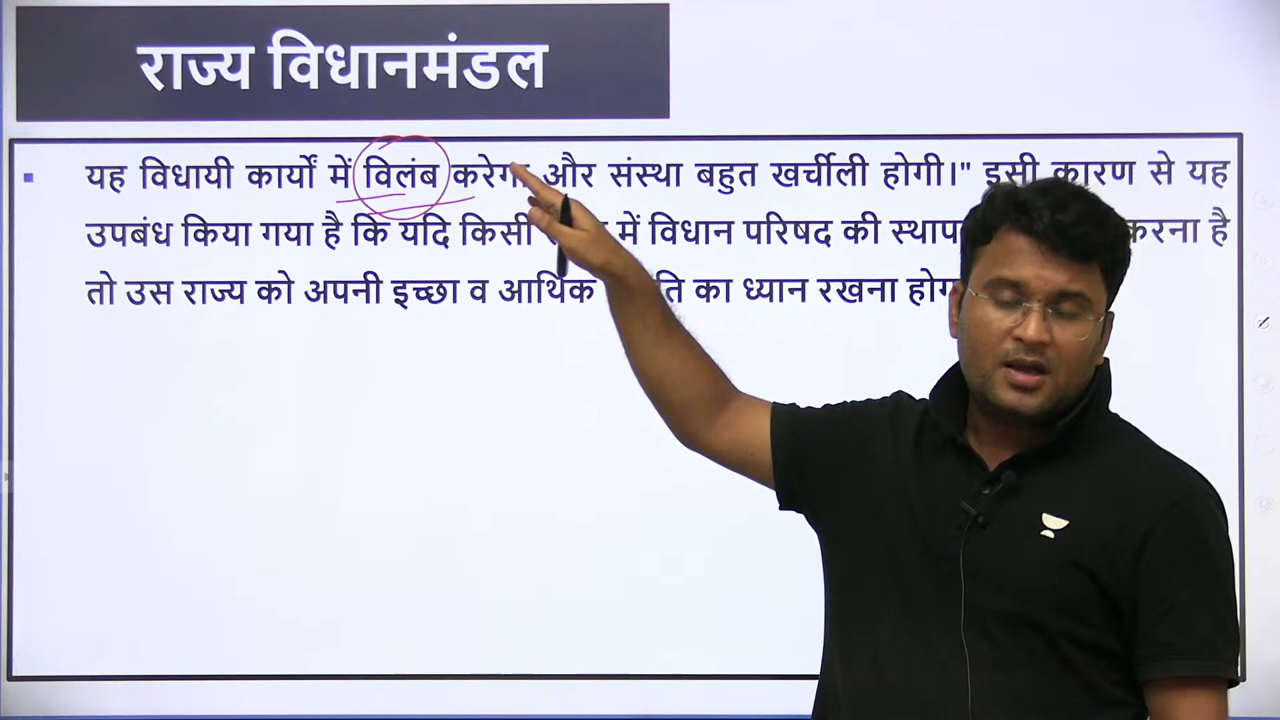 राज्य विधानमंडल
यह विधायी कार्यों में विलंब करेगा और संस्था बहुत खर्चीली होगी।" इसी कारण से यह
उपबंध किया गया है कि यदि किसी में विधान परिषद की करना है
तो उस राज्य को अपनी इच्छा व आर्थिक का ध्यान रखना